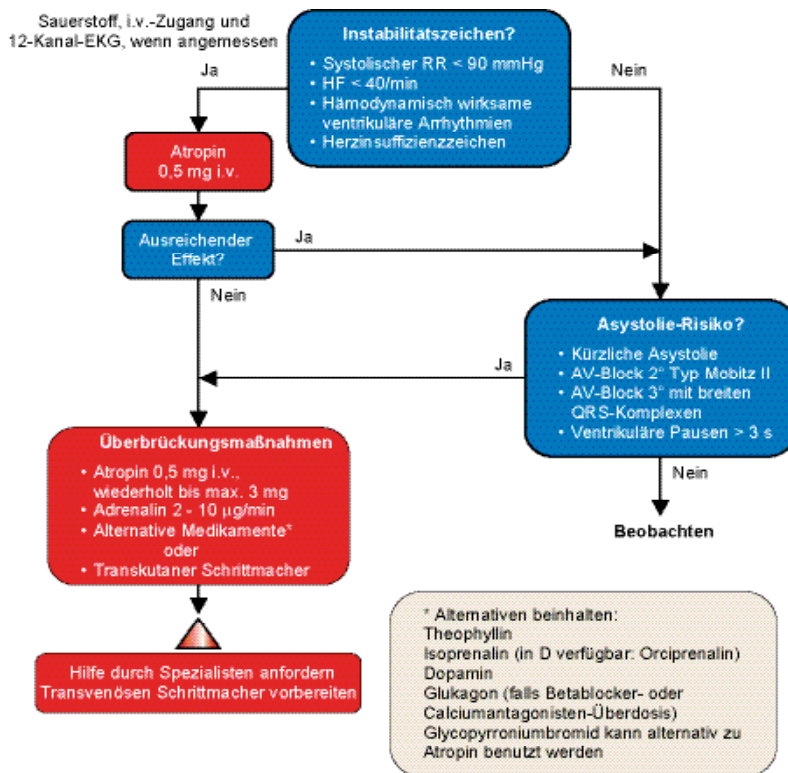 Sauerstoff, i.v.-Zugang und
12-Kanal-EKG, wenn angemessen
Instabilitätszeichen?
• Systolischer RR < 90 mmHg
• HF < 40/min
• Hämodynamisch wirksame
ventrikuläre Arrhythmien
• Herzinsuffizienzzeichen
Ja
Nein
Atropin
0,5 mg i.v.
Ausreichender
Effekt?
Ja
Nein
Asystolie-Risiko?
• Kürzliche Asystolie
• AV-Block 2° Typ Mobitz II
• AV-Block 3° mit breiten
QRS-Komplexen
• Ventrikuläre Pausen > 3 s
Ja
Nein
Beobachten
Überbrückungsmaßnahmen
• Atropin 0,5 mg i.v.,
wiederholt bis max. 3 mg
• Adrenalin 2 - 10 µg/min
• Alternative Medikamente*
oder
• Transkutaner Schrittmacher
Hilfe durch Spezialisten anfordern
Transvenösen Schrittmacher vorbereiten
* Alternativen beinhalten:
Theophyllin
Isoprenalin (in D verfügbar: Orciprenalin)
Dopamin
Glukagon (falls Betablocker- oder
Calciumantagonisten-Überdosis)
Glycopyrroniumbromid kann alternativ zu
Atropin benutzt werden